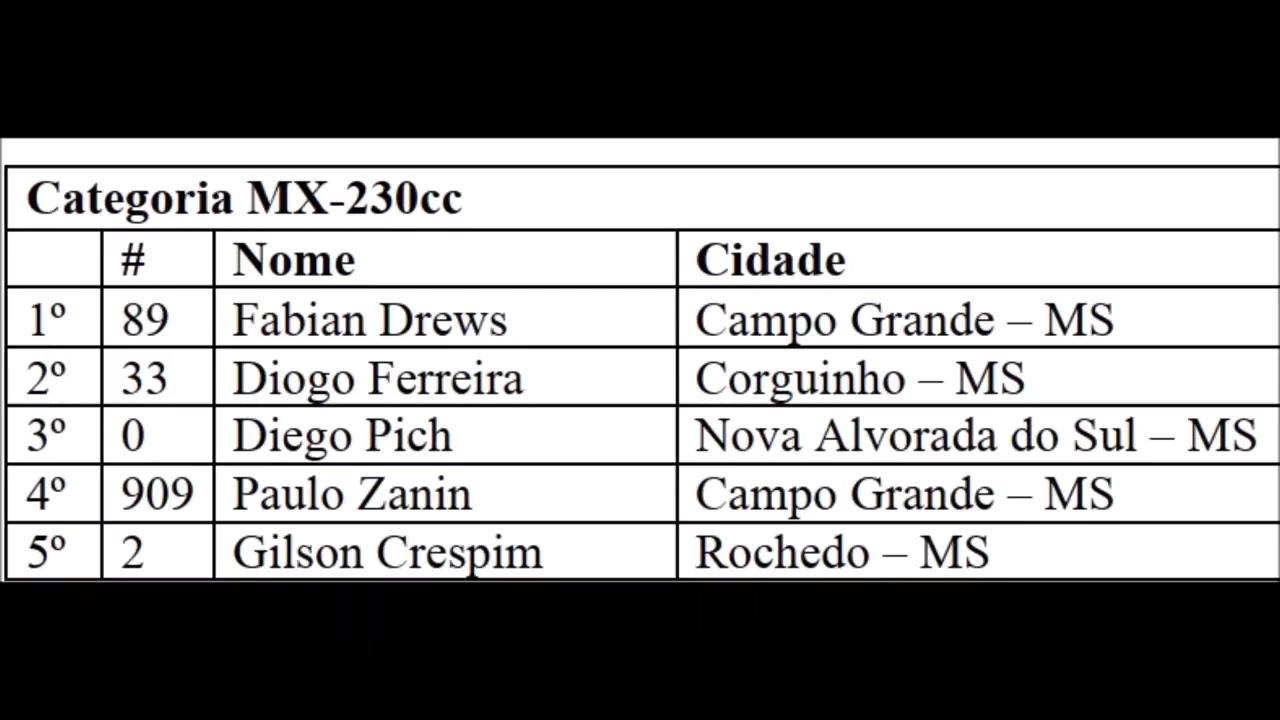 Categoria MX-230cc
# Nome Cidade
1º 89 Fabian Drews Campo Grande – MS
2º 33 Diogo Ferreira Corguinho – MS
3º 0 Diego Pich Nova Alvorada do Sul – MS
4º 909 Paulo Zanin Campo Grande – MS
5º 2 Gilson Crespim Rochedo – MS